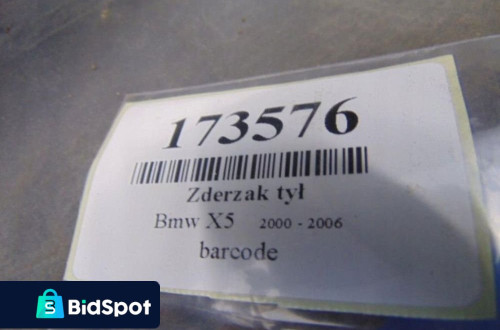 173576
Zderzak tył
Bmw X5 2000 - 2006
barcode
S
BidSpot